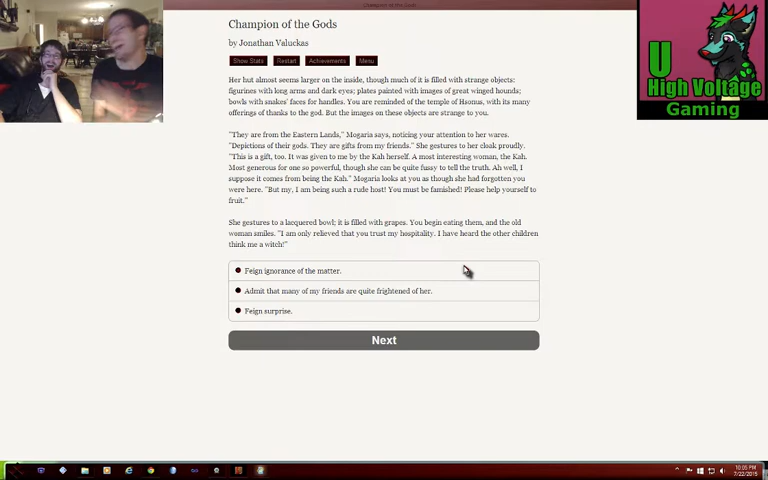 Champion of the Gods
Champion of the Gods
by Jonathan Valuckas
Show Stats Restart Achievements Menu
Her hut almost seems larger on the inside, though much of it is filled with strange objects:
figurines with long arms and dark eyes; plates painted with images of great winged hounds;
bowls with snakes' faces for handles. You are reminded of the temple of Hsonus, with its many
offerings of thanks to the god. But the images on these objects are strange to you.
"They are from the Eastern Lands," Mogaria says, noticing your attention to her wares.
"Depictions of their gods. They are gifts from my friends." She gestures to her cloak proudly.
"This is a gift, too. It was given to me by the Kah herself. A most interesting woman, the Kah.
Most generous for one so powerful, though she can be quite fussy to tell the truth. Ah well, I
suppose it comes from being the Kah." Mogaria looks at you as though she had forgotten you
were here. "But my, I am being such a rude host! You must be famished! Please help yourself to
fruit."
She gestures to a lacquered bowl; it is filled with grapes. You begin eating them, and the old
woman smiles. "I am only relieved that you trust my hospitality. I have heard the other children
think me a witch!"
Feign ignorance of the matter.
Admit that many of my friends are quite frightened of her.
Feign surprise.
Next
U
High Voltage
Gaming
10:05 PM
7/22/2015